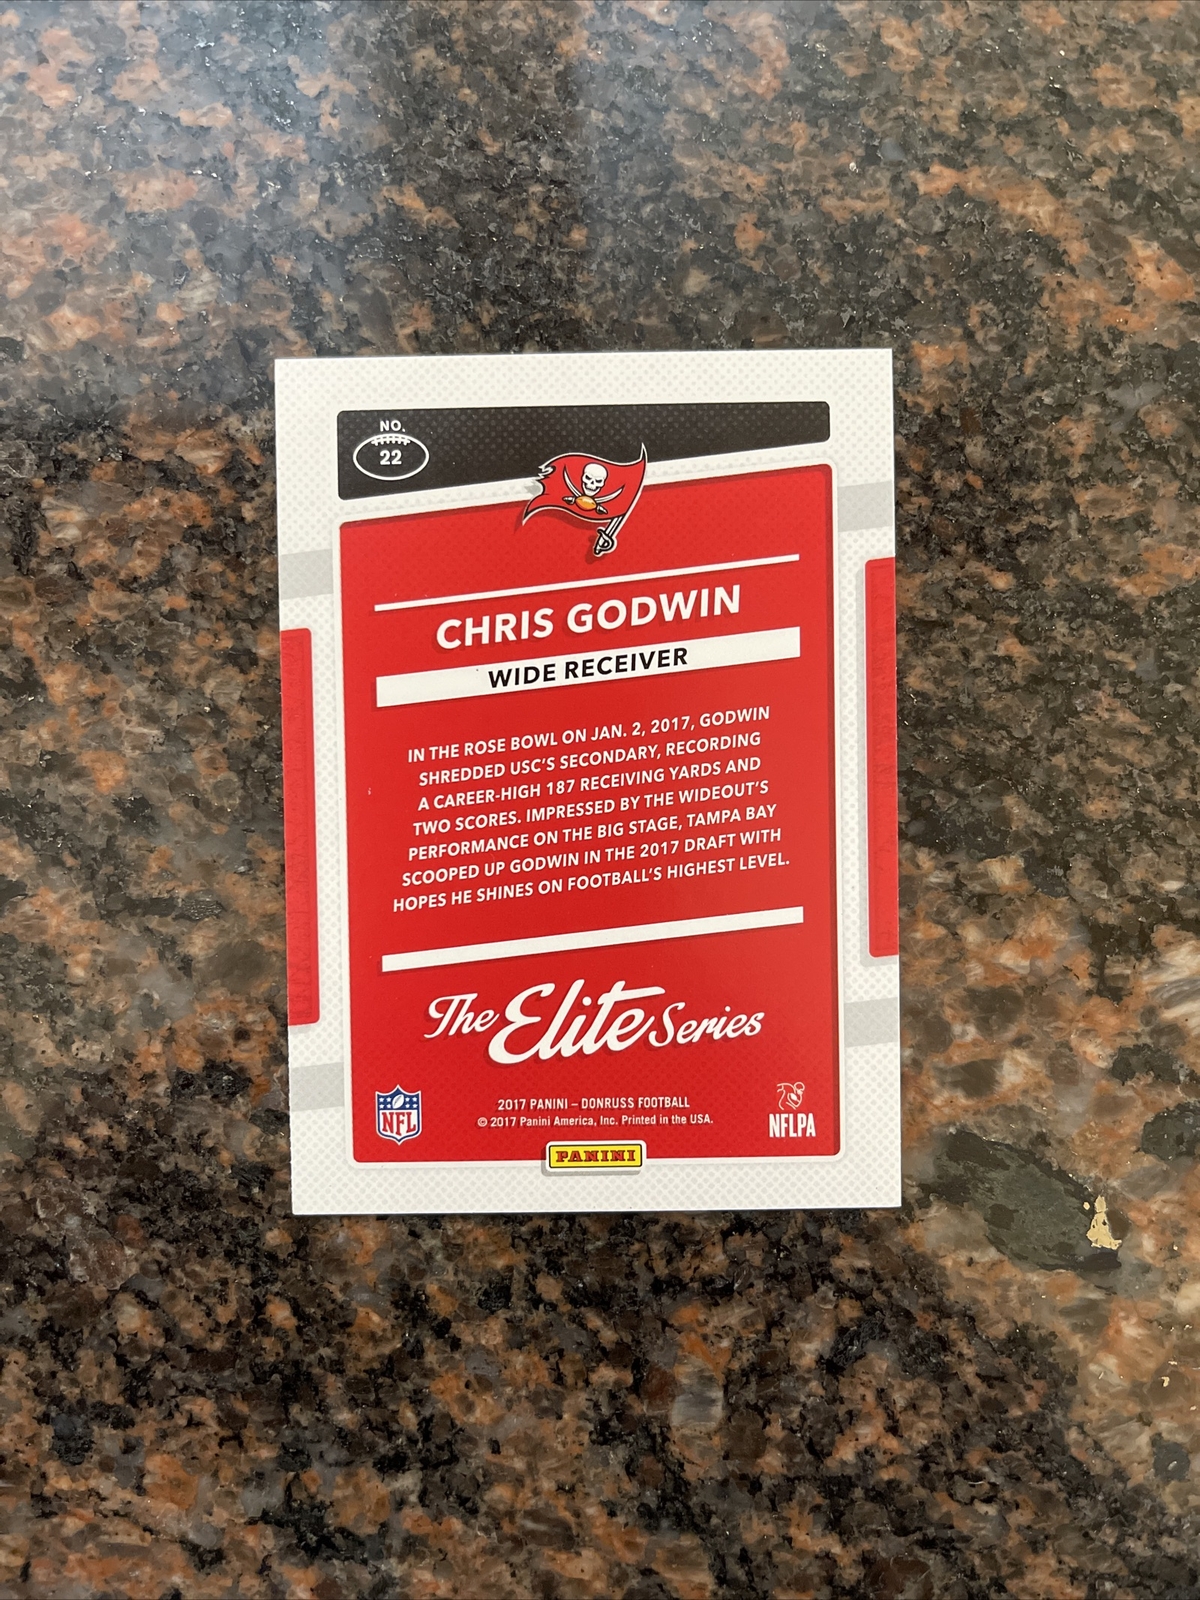 NO.
22
CHRIS GODWIN
WIDE RECEIVER
IN THE ROSE BOWL ON JAN. 2, 2017, GODWIN
SHREDDED USC'S SECONDARY, RECORDING
A CAREER-HIGH 187 RECEIVING YARDS AND
TWO SCORES. IMPRESSED BY THE WIDEOUT'S
PERFORMANCE ON THE BIG STAGE, TAMPA BAY
SCOOPED UP GODWIN IN THE 2017 DRAFT WITH
HOPES HE SHINES ON FOOTBALL'S HIGHEST LEVEL.
The Elite Series
NFL
2017 PANINI – DONRUSS FOOTBALL
© 2017 Panini America, Inc. Printed in the USA.
NFLPA
PANINI